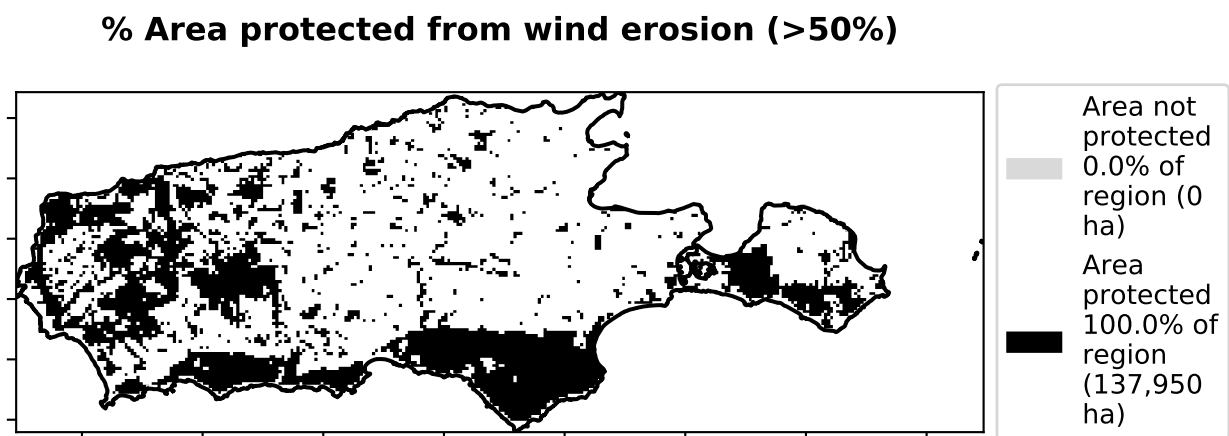 % Area protected from wind erosion (>50%)
Area not
protected
0.0% of
region (0
ha)
Area
protected
100.0% of
region
(137,950
ha)